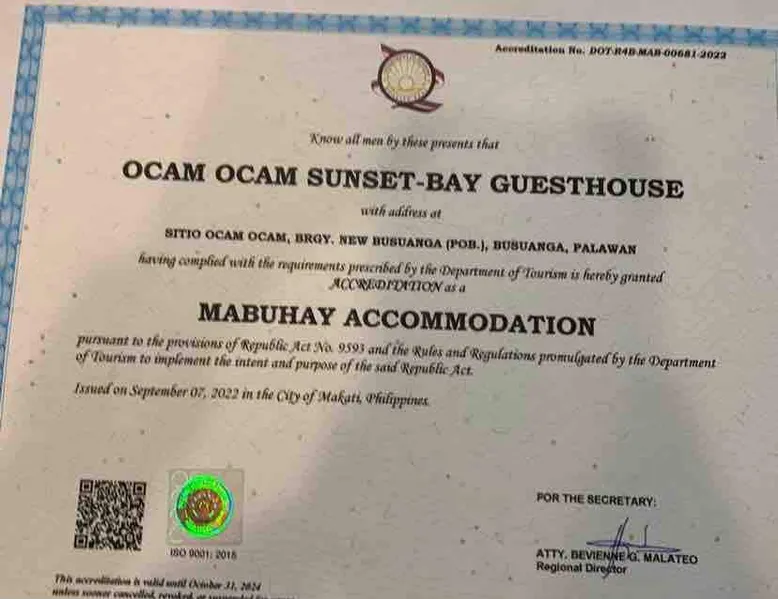 Accreditation No. DOT-R4B-MAB-00681-2022
Know all men by these presents that
OCAM OCAM SUNSET-BAY GUESTHOUSE
with address at
SITIO OCAM OCAM, BRGY. NEW BUSUANGA (POB.), BUSUANGA, PALAWAN
having complied with the requirements prescribed by the Department of Tourism is hereby granted
ACCREDITATION as a
MABUHAY ACCOMMODATION
pursuant to the provisions of Republic Act No. 9593 and the Rules and Regulations promulgated by the Department
of Tourism to implement the intent and purpose of the said Republic Act.
Issued on September 07, 2022 in the City of Makati, Philippines.
FOR THE SECRETARY:
ISO 9001: 2015
ATTY. BEVIENNE G. MALATEO
Regional Director
This accreditation is valid until October 31, 2024
unless sooner cancelled, revoked, or suspended for